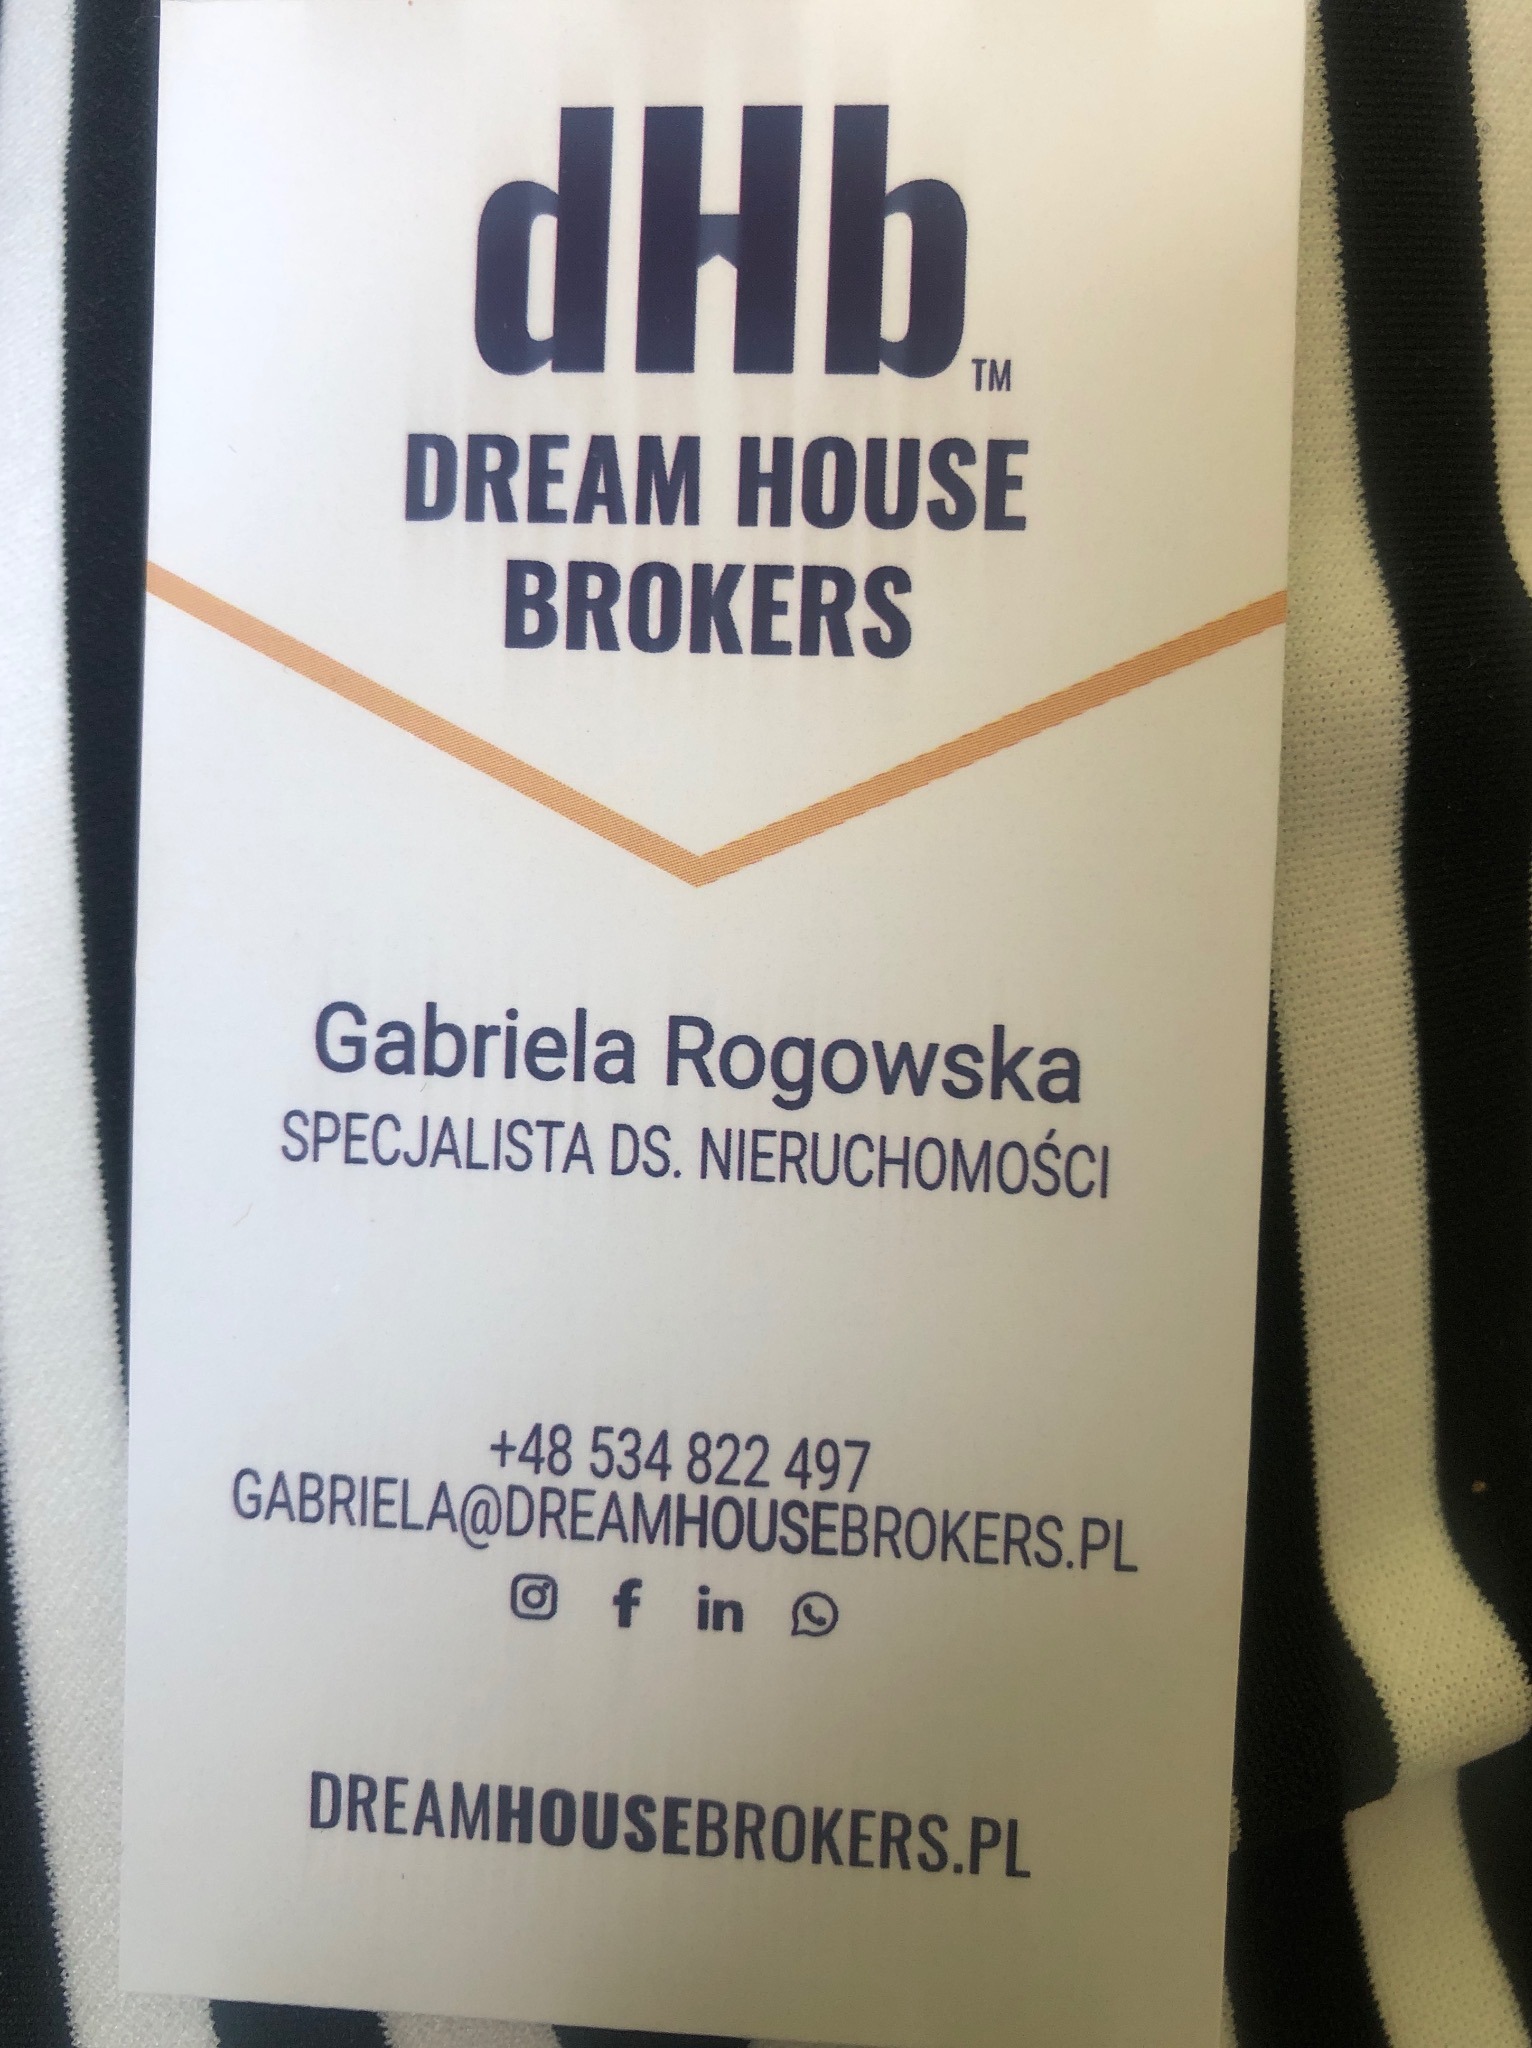 dHb
TM
DREAM HOUSE
BROKERS
Gabriela Rogowska
SPECJALISTA DS. NIERUCHOMOŚCI
+48 534 822 497
GABRIELA@DREAMHOUSEBROKERS.PL
DREAMHOUSEBROKERS.PL